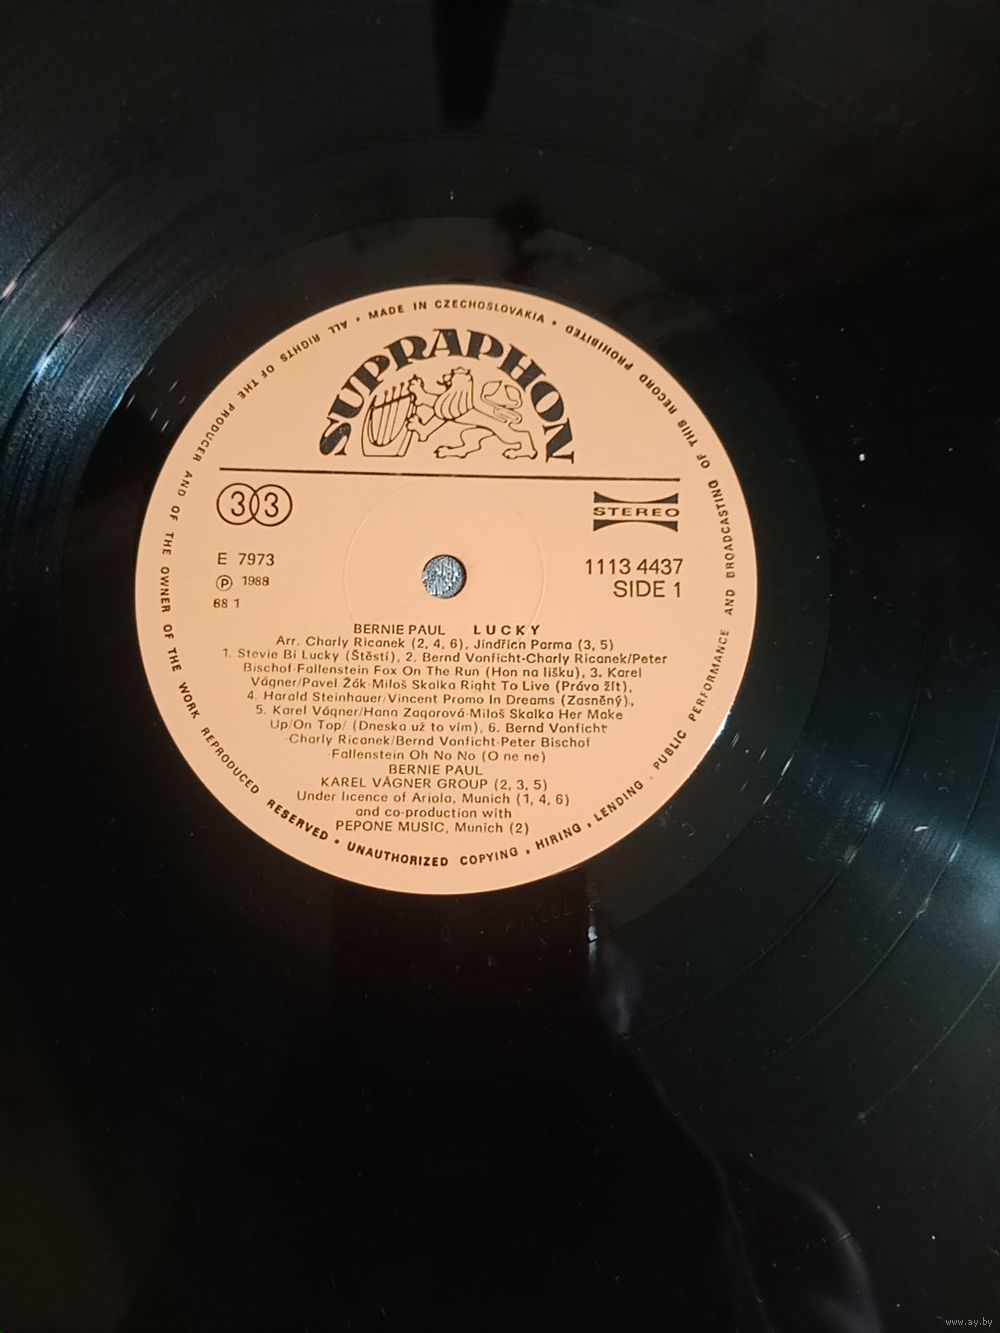 MADE IN CZECHOSLOVAKIA • ALL RIGHTS OF THE PRODUCER AND OF THE OWNER OF THE WORK REPRODUCED RESERVED • UNAUTHORIZED COPYING, HIRING, LENDING, PUBLIC PERFORMANCE AND BROADCASTING OF THIS RECORD PROHIBITED •
SUPRAPHON
33
STEREO
E 7973
1113 4437
Ⓟ 1988
SIDE 1
88 1
BERNIE PAUL LUCKY
Arr. Charly Ricanek (2, 4, 6), Jindřich Parma (3, 5)
1. Stevie Bi Lucky (Štěstí), 2. Bernd Vonficht-Charly Ricanek/Peter
Bischof-Fallenstein Fox On The Run (Hon na lišku), 3. Karel
Vágner/Pavel Žák-Miloš Skalka Right To Live (Právo žít),
4. Harald Steinhauer/Vincent Promo In Dreams (Zasněný),
5. Karel Vágner/Hana Zagorová-Miloš Skalka Her Make
Up/On Top/ (Dneska už to vím), 6. Bernd Vonficht-
-Charly Ricanek/Bernd Vonficht-Peter Bischof
-Fallenstein Oh No No (O ne ne)
BERNIE PAUL
KAREL VÁGNER GROUP (2, 3, 5)
Under licence of Ariola, Munich (1, 4, 6)
and co-production with
PEPONE MUSIC, Munich (2)
www.ay.by